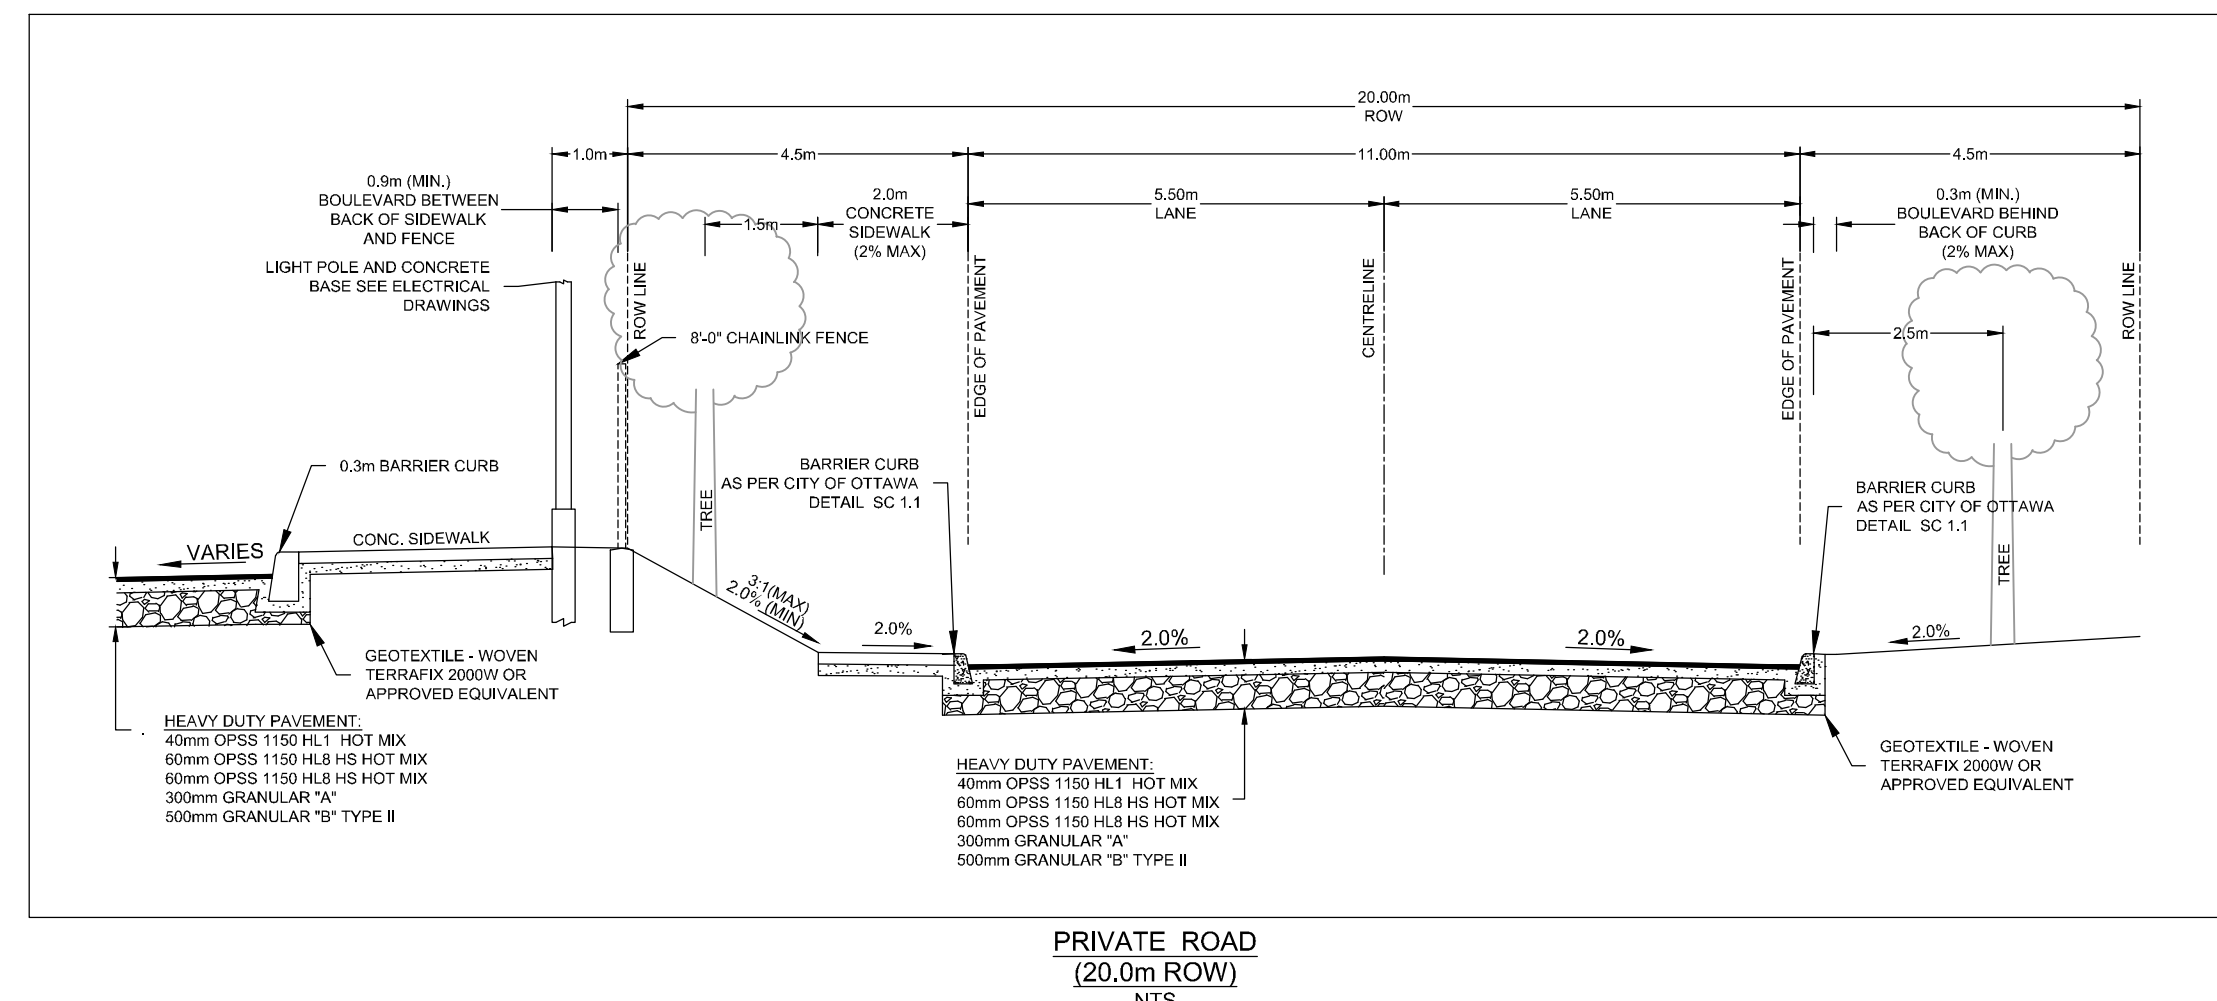 20.00m
ROW
1.0m
4.5m
11.00m
4.5m
0.9m (MIN.)
BOULEVARD BETWEEN
BACK OF SIDEWALK
AND FENCE
1.5m
2.0m
CONCRETE
SIDEWALK
(2% MAX)
5.50m
LANE
5.50m
LANE
0.3m (MIN.)
BOULEVARD BEHIND
BACK OF CURB
(2% MAX)
LIGHT POLE AND CONCRETE
BASE SEE ELECTRICAL
DRAWINGS
ROW LINE
EDGE OF PAVEMENT
CENTRELINE
EDGE OF PAVEMENT
ROW LINE
8'-0" CHAINLINK FENCE
2.5m
0.3m BARRIER CURB
BARRIER CURB
AS PER CITY OF OTTAWA
DETAIL SC 1.1
BARRIER CURB
AS PER CITY OF OTTAWA
DETAIL SC 1.1
TREE
TREE
VARIES
CONC. SIDEWALK
3:1(MAX)
2.0% (MIN)
2.0%
2.0%
2.0%
2.0%
GEOTEXTILE - WOVEN
TERRAFIX 2000W OR
APPROVED EQUIVALENT
HEAVY DUTY PAVEMENT:
40mm OPSS 1150 HL1 HOT MIX
60mm OPSS 1150 HL8 HS HOT MIX
60mm OPSS 1150 HL8 HS HOT MIX
300mm GRANULAR "A"
500mm GRANULAR "B" TYPE II
HEAVY DUTY PAVEMENT:
40mm OPSS 1150 HL1 HOT MIX
60mm OPSS 1150 HL8 HS HOT MIX
60mm OPSS 1150 HL8 HS HOT MIX
300mm GRANULAR "A"
500mm GRANULAR "B" TYPE II
GEOTEXTILE - WOVEN
TERRAFIX 2000W OR
APPROVED EQUIVALENT
PRIVATE ROAD
(20.0m ROW)
NTS